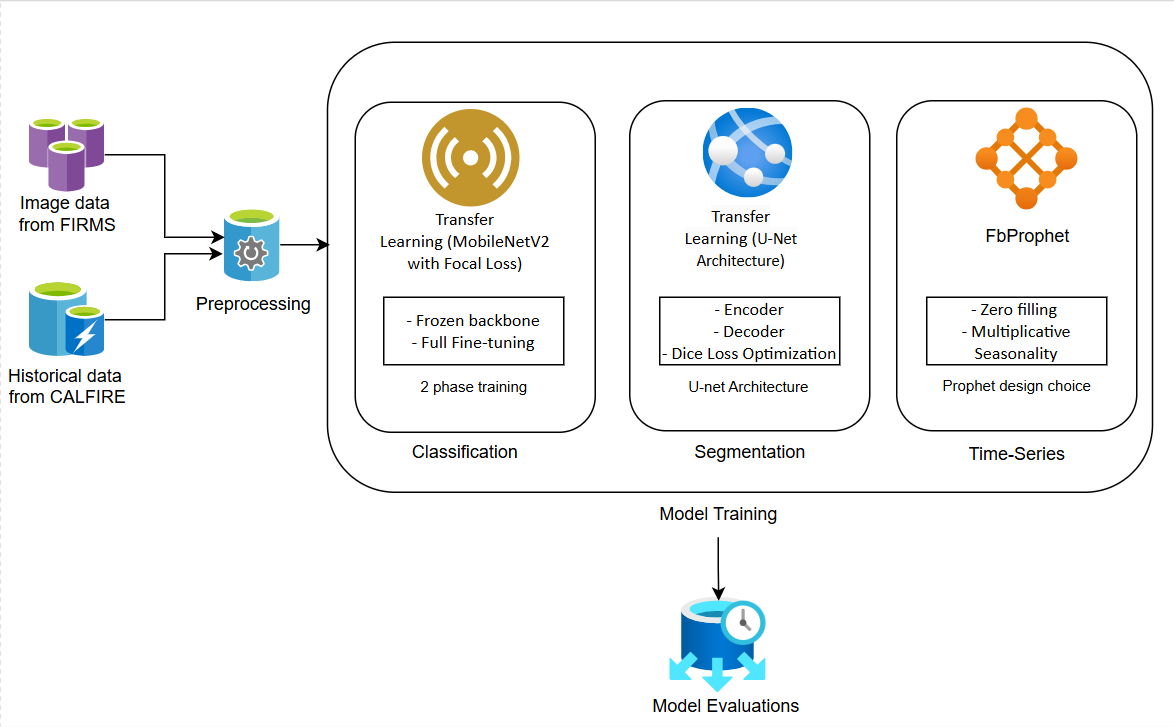 Image data
from FIRMS
Historical data
from CALFIRE
Preprocessing
Transfer
Learning (MobileNetV2
with Focal Loss)
- Frozen backbone
- Full Fine-tuning
2 phase training
Classification
Transfer
Learning (U-Net
Architecture)
- Encoder
- Decoder
- Dice Loss Optimization
U-net Architecture
Segmentation
FbProphet
- Zero filling
- Multiplicative
Seasonality
Prophet design choice
Time-Series
Model Training
Model Evaluations